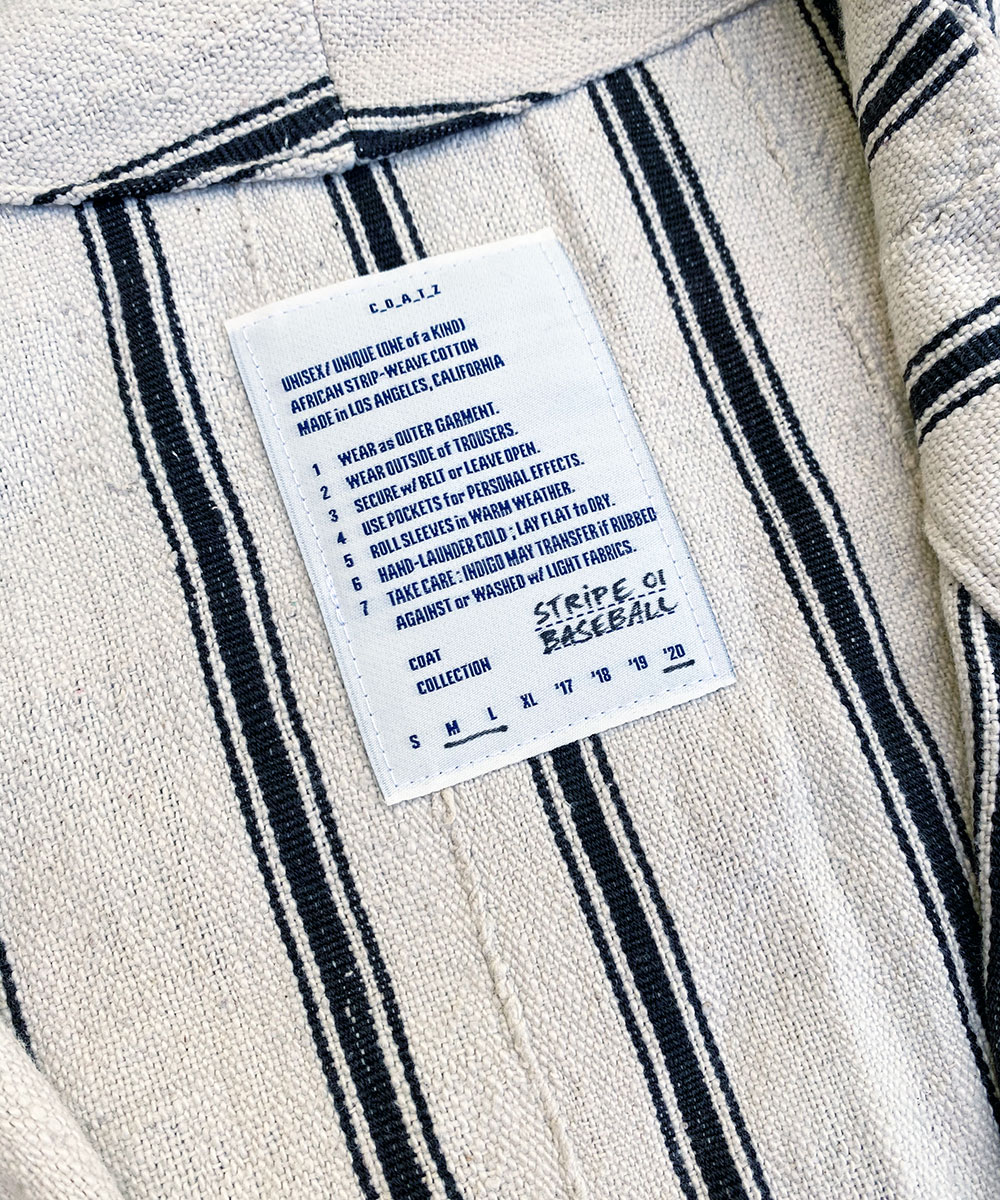 C_O_A_T_Z
UNISEX / UNIQUE (ONE of a KIND)
AFRICAN STRIP-WEAVE COTTON
MADE in LOS ANGELES, CALIFORNIA
1 WEAR as OUTER GARMENT.
2 WEAR OUTSIDE of TROUSERS.
3 SECURE w/ BELT or LEAVE OPEN.
4 USE POCKETS for PERSONAL EFFECTS.
5 ROLL SLEEVES in WARM WEATHER.
6 HAND-LAUNDER COLD ; LAY FLAT to DRY.
7 TAKE CARE : INDIGO MAY TRANSFER if RUBBED
AGAINST or WASHED w/ LIGHT FABRICS.
STRIPE 01
BASEBALL
COAT
COLLECTION
S M L XL '17 '18 '19 '20